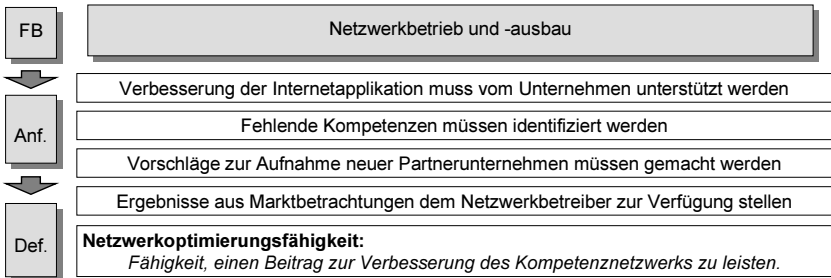 FB
Netzwerkbetrieb und -ausbau
Verbesserung der Internetapplikation muss vom Unternehmen unterstützt werden
Anf.
Fehlende Kompetenzen müssen identifiziert werden
Vorschläge zur Aufnahme neuer Partnerunternehmen müssen gemacht werden
Ergebnisse aus Marktbetrachtungen dem Netzwerkbetreiber zur Verfügung stellen
Def.
Netzwerkoptimierungsfähigkeit:
Fähigkeit, einen Beitrag zur Verbesserung des Kompetenznetzwerks zu leisten.